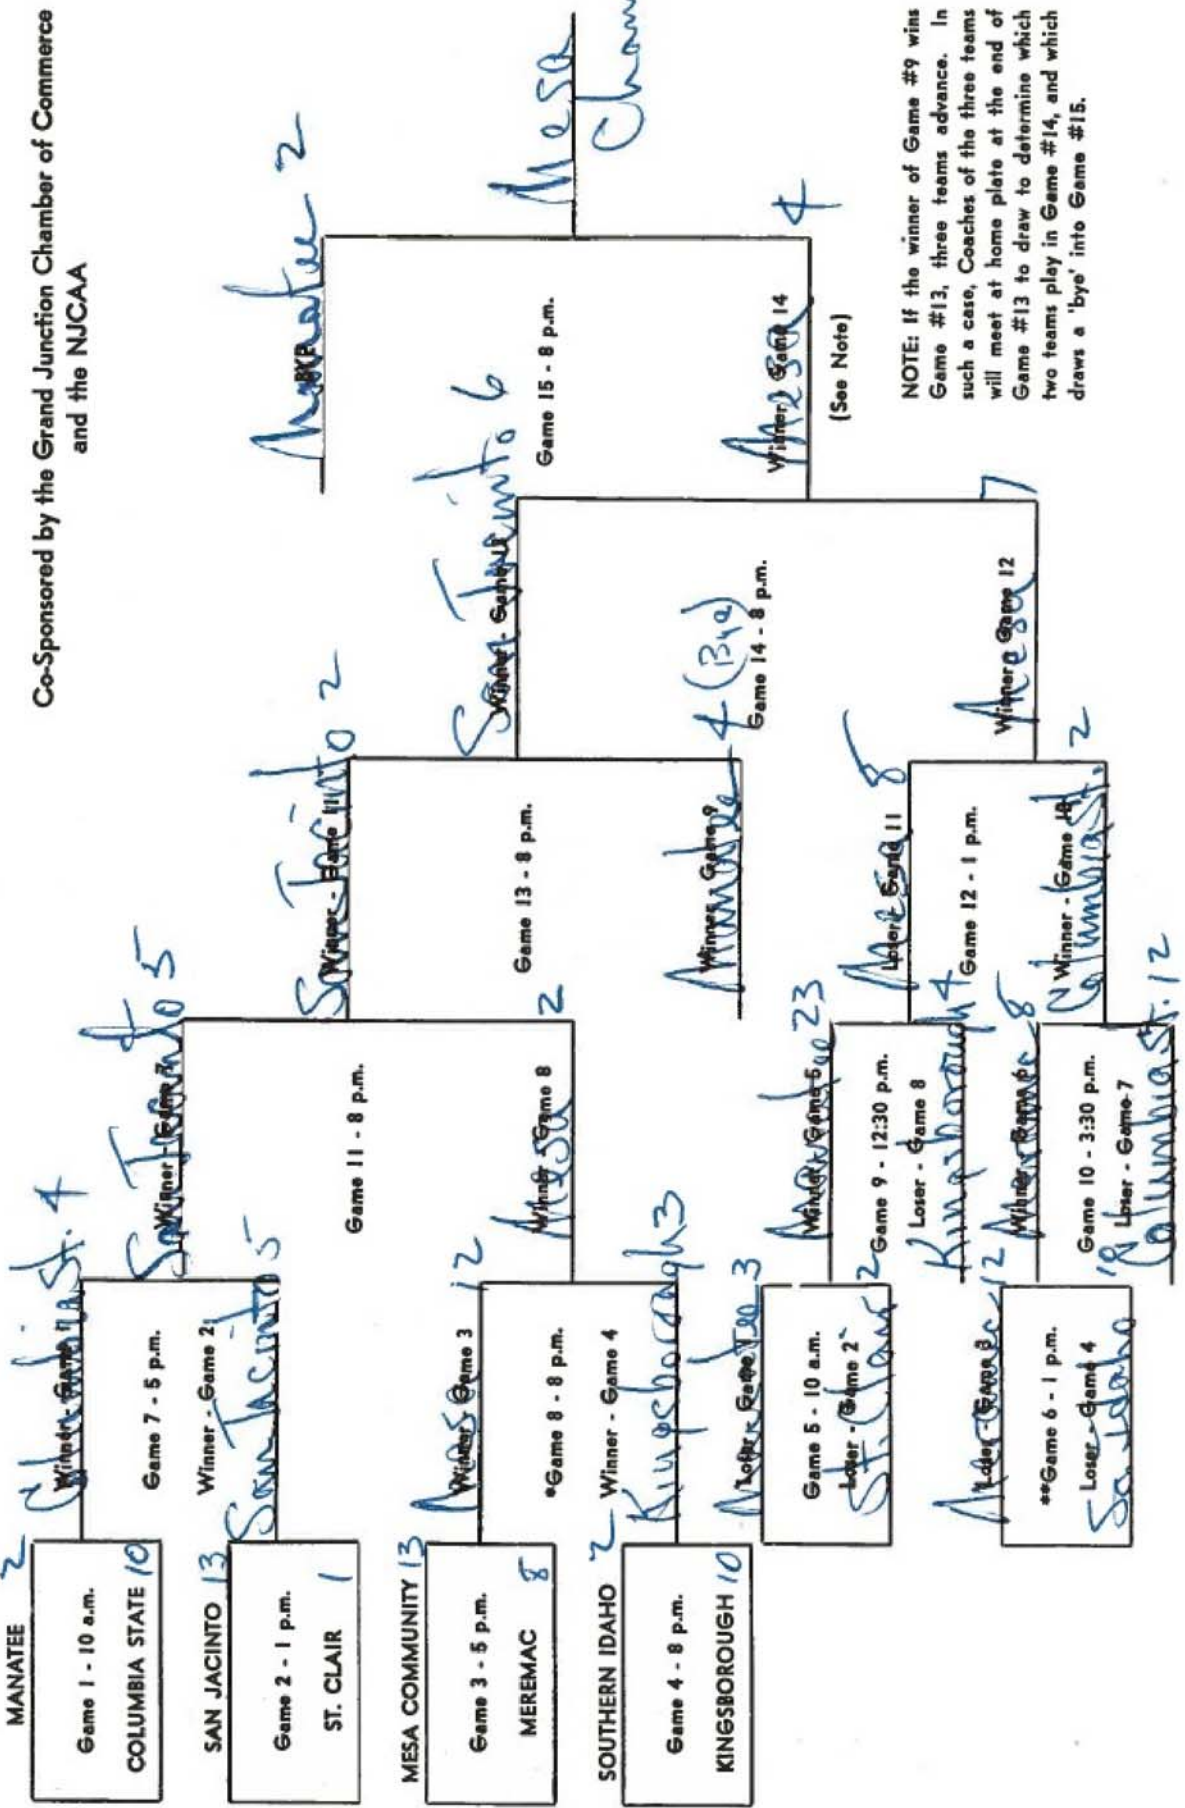 Co-Sponsored by the Grand Junction Chamber of Commerce
and the NJCAA
MANATEE 2
Game 1 - 10 a.m.
COLUMBIA STATE 10
SAN JACINTO 13
Game 2 - 1 p.m.
ST. CLAIR 1
MESA COMMUNITY 13
Game 3 - 5 p.m.
MEREMAC 8
SOUTHERN IDAHO 2
Game 4 - 8 p.m.
KINGSBOROUGH 10
Winner - Game 1
Columbia St. 4
Game 7 - 5 p.m.
Winner - Game 2
San Jacinto 5
Winner - Game 3
Mesa 12
*Game 8 - 8 p.m.
Winner - Game 4
Kingsborough 3
Loser - Game 1
Manatee 3
Game 5 - 10 a.m.
Loser - Game 2
St. Clair 2
Loser - Game 3
Meramec 12
**Game 6 - 1 p.m.
Loser - Game 4
So. Idaho
Winner - Game 7
San Jacinto 5
Game 11 - 8 p.m.
Winner - Game 8
Mesa 2
Winner - Game 5
Manatee 23
Game 9 - 12:30 p.m.
Loser - Game 8
Kingsborough 4
Winner - Game 6
Meramec 8
Game 10 - 3:30 p.m.
Loser - Game 7
Columbia St. 12
Winner - Game 11
San Jacinto 2
Game 13 - 8 p.m.
Winner - Game 9
Manatee 4 (Bye)
Loser - Game 11
Mesa 8
Game 12 - 1 p.m.
Winner - Game 10
Columbia St. 2
Winner - Game 13
San Jacinto 6
Game 14 - 8 p.m.
Winner - Game 12
Mesa 7
BYE
Manatee 2
Game 15 - 8 p.m.
Winner - Game 14
Mesa 4
(See Note)
Mesa
Cham
NOTE: If the winner of Game #9 wins
Game #13, three teams advance. In
such a case, Coaches of the three teams
will meet at home plate at the end of
Game #13 to draw to determine which
two teams play in Game #14, and which
draws a 'bye' into Game #15.